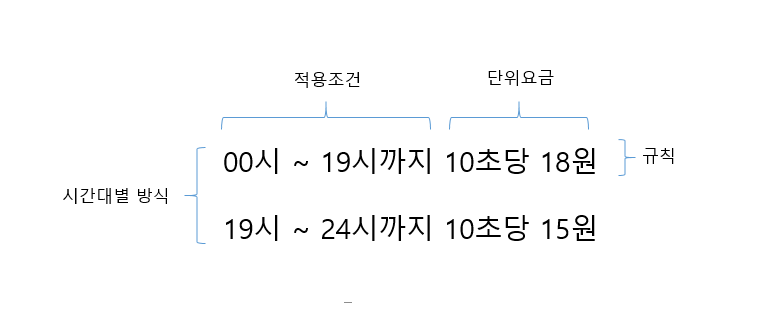 적용조건
단위요금
00시 ~ 19시까지 10초당 18원
규칙
시간대별 방식
19시 ~ 24시까지 10초당 15원